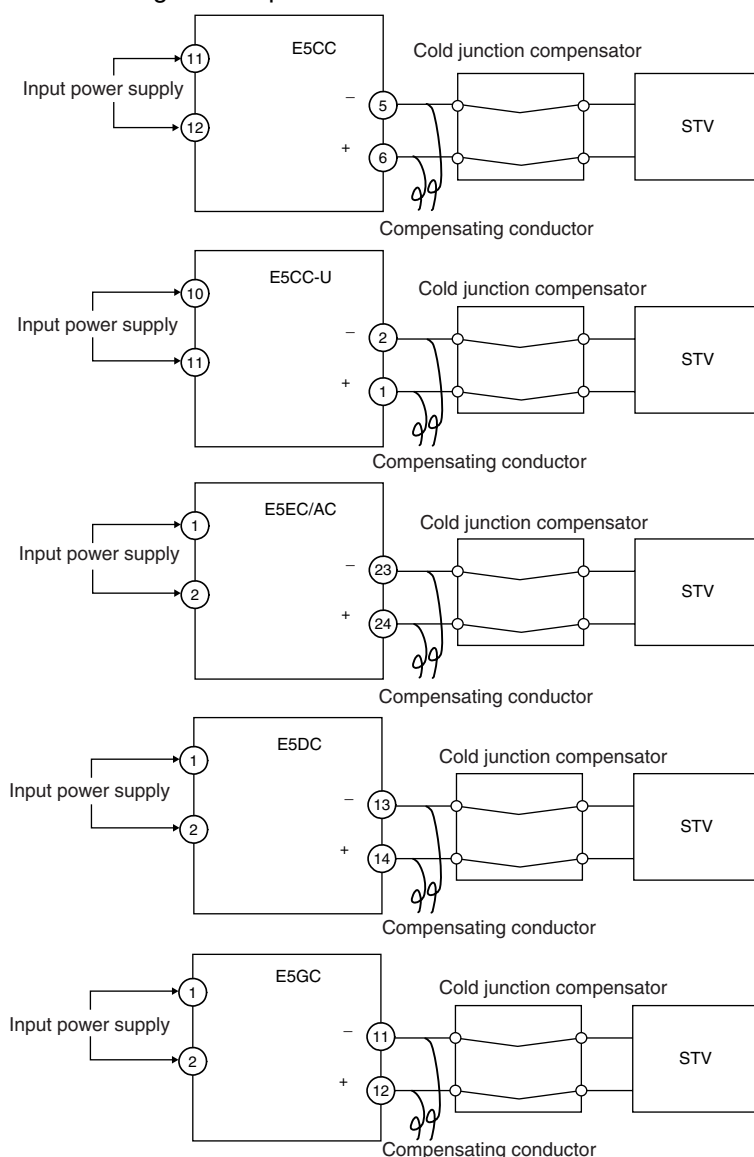 E5CC
Cold junction compensator
11
Input power supply
12
−
5
+
6
STV
Compensating conductor
E5CC-U
Cold junction compensator
10
Input power supply
11
−
2
+
1
STV
Compensating conductor
E5EC/AC
Cold junction compensator
1
Input power supply
2
−
23
+
24
STV
Compensating conductor
E5DC
Cold junction compensator
1
Input power supply
2
−
13
+
14
STV
Compensating conductor
E5GC
Cold junction compensator
1
Input power supply
2
−
11
+
12
STV
Compensating conductor